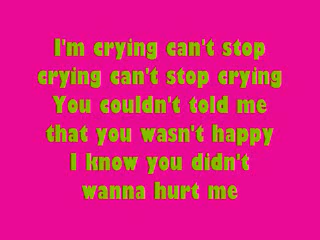 I'm crying can't stop
crying can't stop crying
You couldn't told me
that you wasn't happy
I know you didn't
wanna hurt me